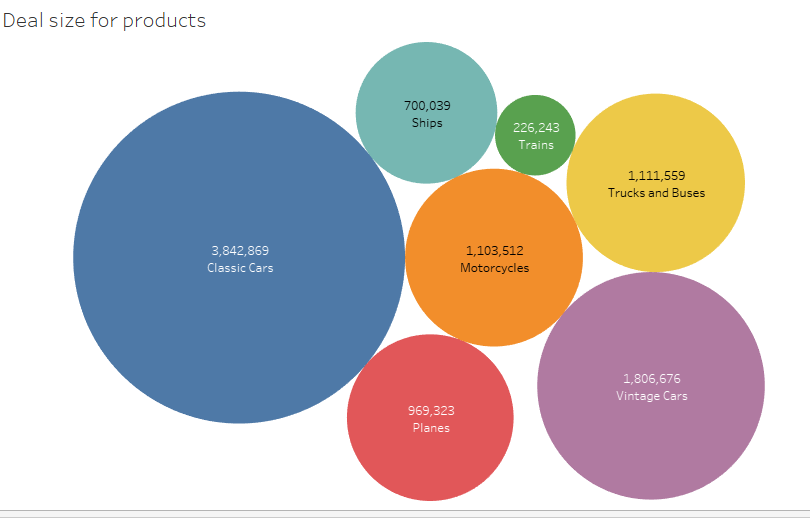 Deal size for products
700,039
Ships
226,243
Trains
1,111,559
Trucks and Buses
3,842,869
Classic Cars
1,103,512
Motorcycles
1,806,676
Vintage Cars
969,323
Planes